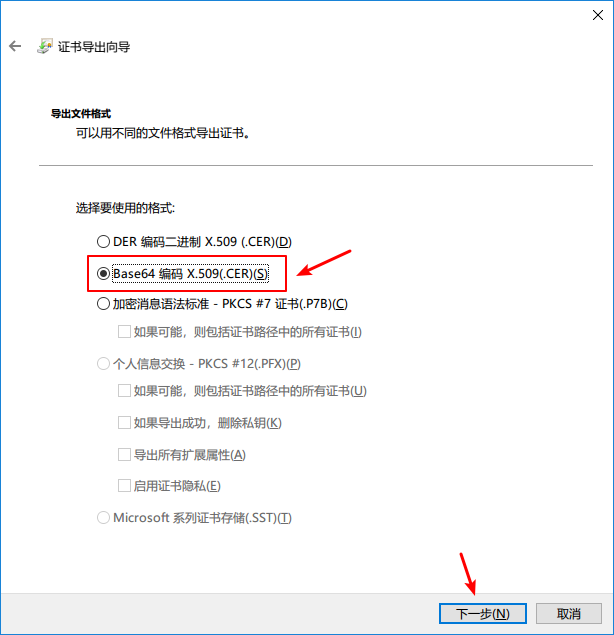 证书导出向导
导出文件格式
可以用不同的文件格式导出证书。
选择要使用的格式:
DER 编码二进制 X.509 (.CER)(D)
Base64 编码 X.509(.CER)(S)
加密消息语法标准 - PKCS #7 证书(.P7B)(C)
如果可能，则包括证书路径中的所有证书(I)
个人信息交换 - PKCS #12(.PFX)(P)
如果可能，则包括证书路径中的所有证书(U)
如果导出成功，删除私钥(K)
导出所有扩展属性(A)
启用证书隐私(E)
Microsoft 系列证书存储(.SST)(T)
下一步(N)
取消